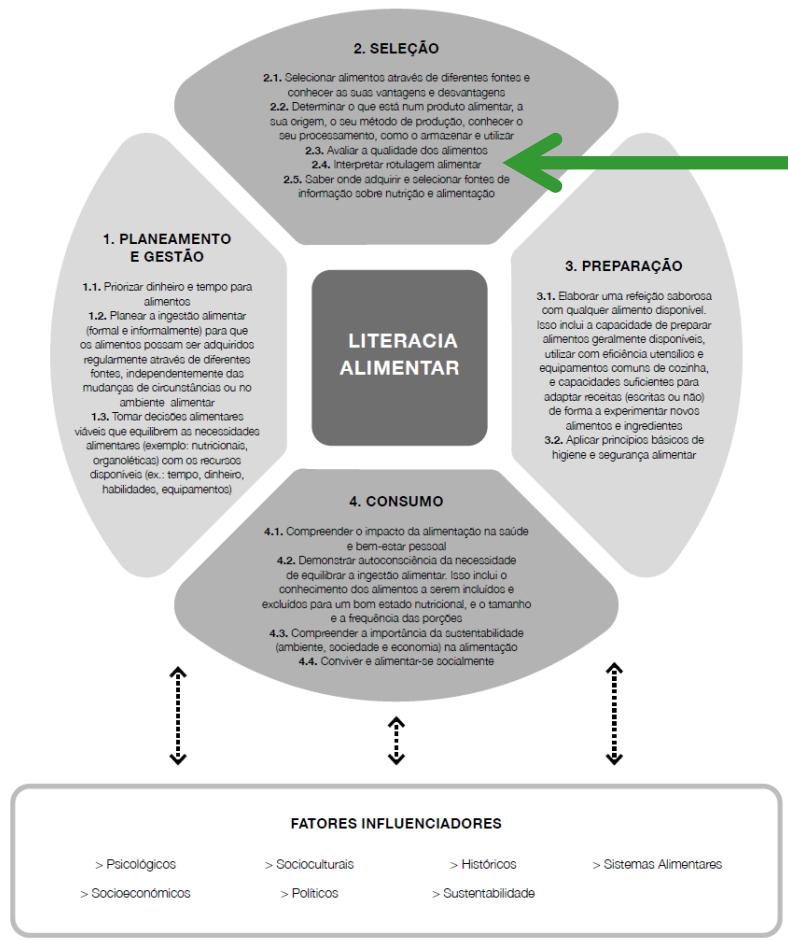 2. SELEÇÃO
2.1. Selecionar alimentos através de diferentes fontes e
conhecer as suas vantagens e desvantagens
2.2. Determinar o que está num produto alimentar, a
sua origem, o seu método de produção, conhecer o
seu processamento, como o armazenar e utilizar
2.3. Avaliar a qualidade dos alimentos
2.4. Interpretar rotulagem alimentar
2.5. Saber onde adquirir e selecionar fontes de
informação sobre nutrição e alimentação
1. PLANEAMENTO
E GESTÃO
1.1. Priorizar dinheiro e tempo para
alimentos
1.2. Planear a ingestão alimentar
(formal e informalmente) para que
os alimentos possam ser adquiridos
regularmente através de diferentes
fontes, independentemente das
mudanças de circunstâncias ou no
ambiente alimentar
1.3. Tomar decisões alimentares
viáveis que equilibrem as necessidades
alimentares (exemplo: nutricionais,
organoléticas) com os recursos
disponíveis (ex.: tempo, dinheiro,
habilidades, equipamentos)
LITERACIA
ALIMENTAR
3. PREPARAÇÃO
3.1. Elaborar uma refeição saborosa
com qualquer alimento disponível.
Isso inclui a capacidade de preparar
alimentos geralmente disponíveis,
utilizar com eficiência utensílios e
equipamentos comuns de cozinha,
e capacidades suficientes para
adaptar receitas (escritas ou não)
de forma a experimentar novos
alimentos e ingredientes
3.2. Aplicar princípios básicos de
higiene e segurança alimentar
4. CONSUMO
4.1. Compreender o impacto da alimentação na saúde
e bem-estar pessoal
4.2. Demonstrar autoconsciência da necessidade
de equilibrar a ingestão alimentar. Isso inclui o
conhecimento dos alimentos a serem incluídos e
excluídos para um bom estado nutricional, e o tamanho
e a frequência das porções
4.3. Compreender a importância da sustentabilidade
(ambiente, sociedade e economia) na alimentação
4.4. Conviver e alimentar-se socialmente
FATORES INFLUENCIADORES
> Psicológicos > Socioculturais > Históricos > Sistemas Alimentares
> Socioeconómicos > Políticos > Sustentabilidade